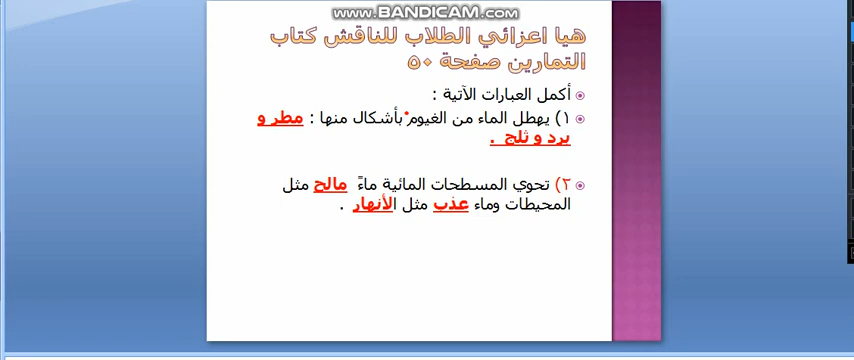 www.BANDICAM.com
هيا اعزائي الطلاب للناقش كتاب
التمارين صفحة ٥٠
أكمل العبارات الآتية :
١) يهطل الماء من الغيوم بأشكال منها : مطر و
برد و ثلج .
٢) تحوي المسطحات المائية ماءً مالح مثل
المحيطات وماء عذب مثل الأنهار .